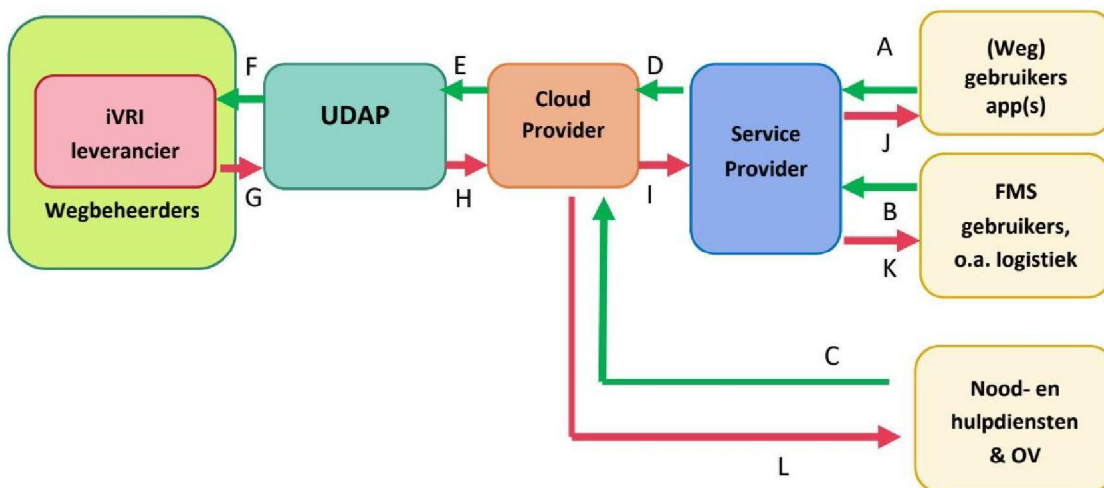 F
E
D
A
(Weg)
gebruikers
app(s)
iVRI
leverancier
UDAP
Cloud
Provider
Service
Provider
J
G
H
I
B
Wegbeheerders
K
FMS
gebruikers,
o.a. logistiek
C
L
Nood- en
hulpdiensten
& OV